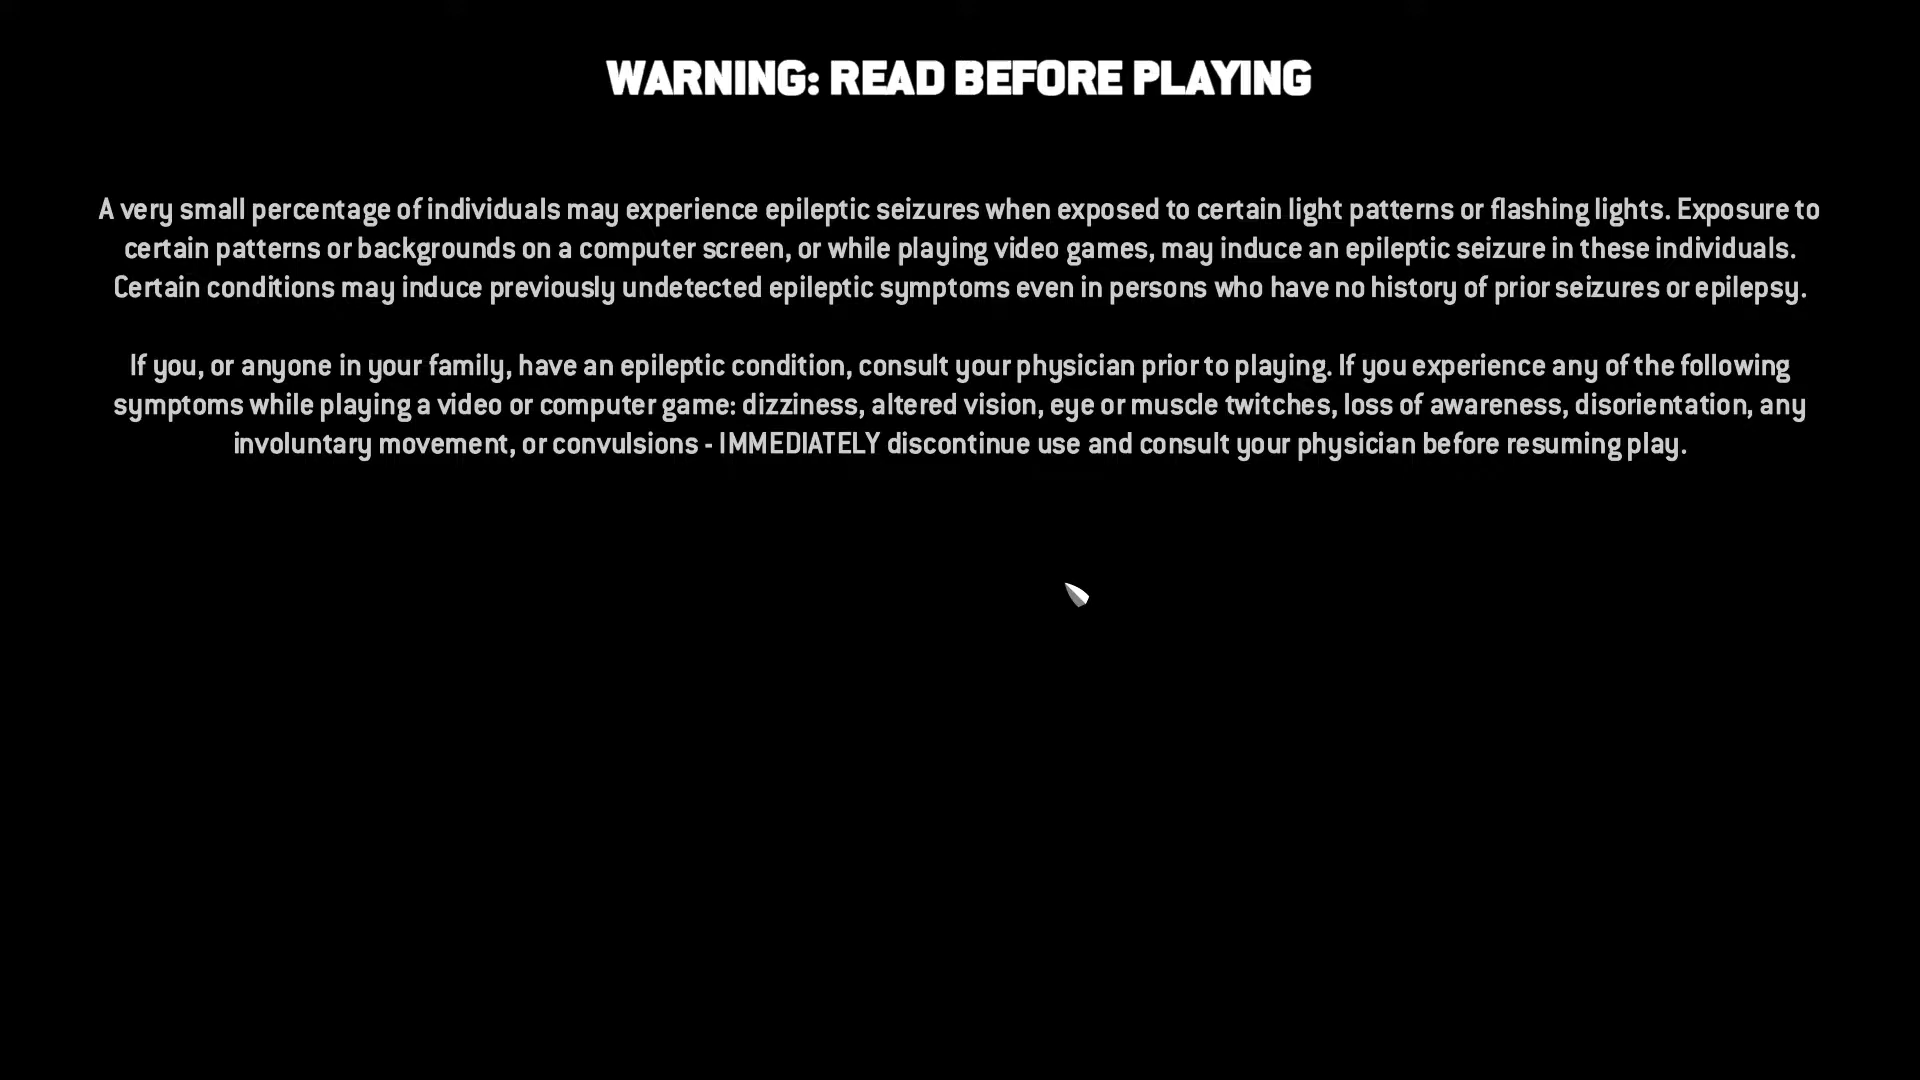 WARNING: READ BEFORE PLAYING
A very small percentage of individuals may experience epileptic seizures when exposed to certain light patterns or flashing lights. Exposure to
certain patterns or backgrounds on a computer screen, or while playing video games, may induce an epileptic seizure in these individuals.
Certain conditions may induce previously undetected epileptic symptoms even in persons who have no history of prior seizures or epilepsy.
If you, or anyone in your family, have an epileptic condition, consult your physician prior to playing. If you experience any of the following
symptoms while playing a video or computer game: dizziness, altered vision, eye or muscle twitches, loss of awareness, disorientation, any
involuntary movement, or convulsions - IMMEDIATELY discontinue use and consult your physician before resuming play.